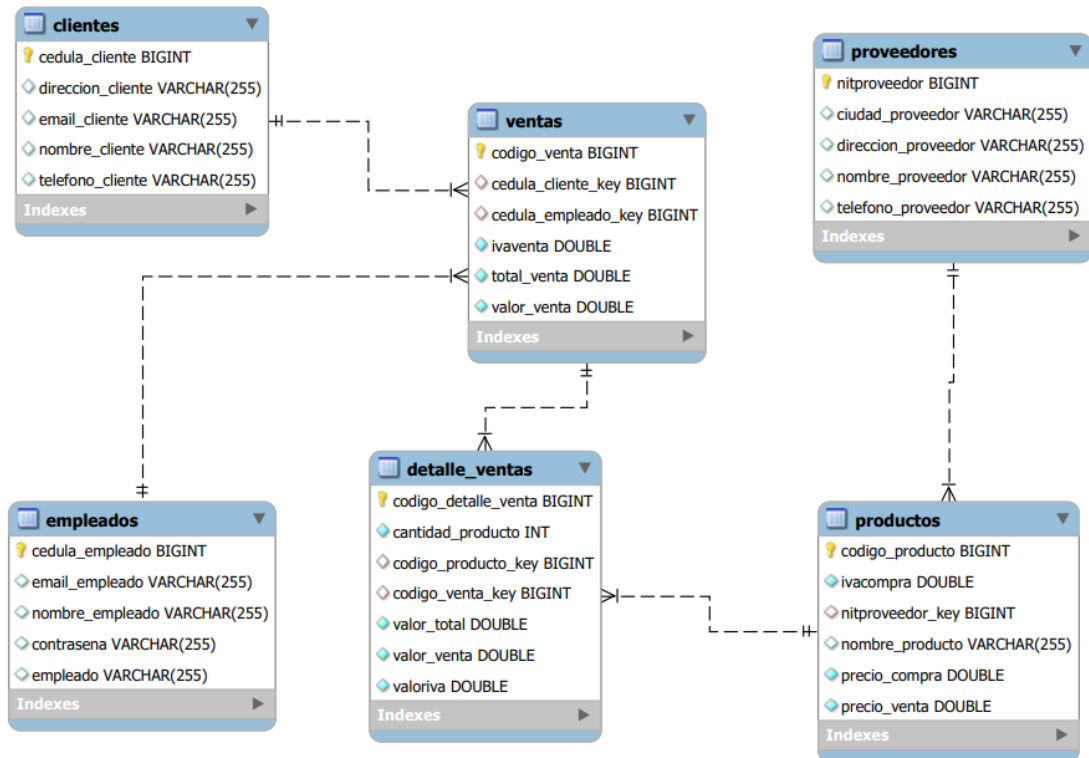 clientes
cedula_cliente BIGINT
direccion_cliente VARCHAR(255)
email_cliente VARCHAR(255)
nombre_cliente VARCHAR(255)
telefono_cliente VARCHAR(255)
Indexes
proveedores
nitproveedor BIGINT
ciudad_proveedor VARCHAR(255)
direccion_proveedor VARCHAR(255)
nombre_proveedor VARCHAR(255)
telefono_proveedor VARCHAR(255)
Indexes
ventas
codigo_venta BIGINT
cedula_cliente_key BIGINT
cedula_empleado_key BIGINT
ivaventa DOUBLE
total_venta DOUBLE
valor_venta DOUBLE
Indexes
empleados
cedula_empleado BIGINT
email_empleado VARCHAR(255)
nombre_empleado VARCHAR(255)
contrasena VARCHAR(255)
empleado VARCHAR(255)
Indexes
detalle_ventas
codigo_detalle_venta BIGINT
cantidad_producto INT
codigo_producto_key BIGINT
codigo_venta_key BIGINT
valor_total DOUBLE
valor_venta DOUBLE
valoriva DOUBLE
Indexes
productos
codigo_producto BIGINT
ivacompra DOUBLE
nitproveedor_key BIGINT
nombre_producto VARCHAR(255)
precio_compra DOUBLE
precio_venta DOUBLE
Indexes